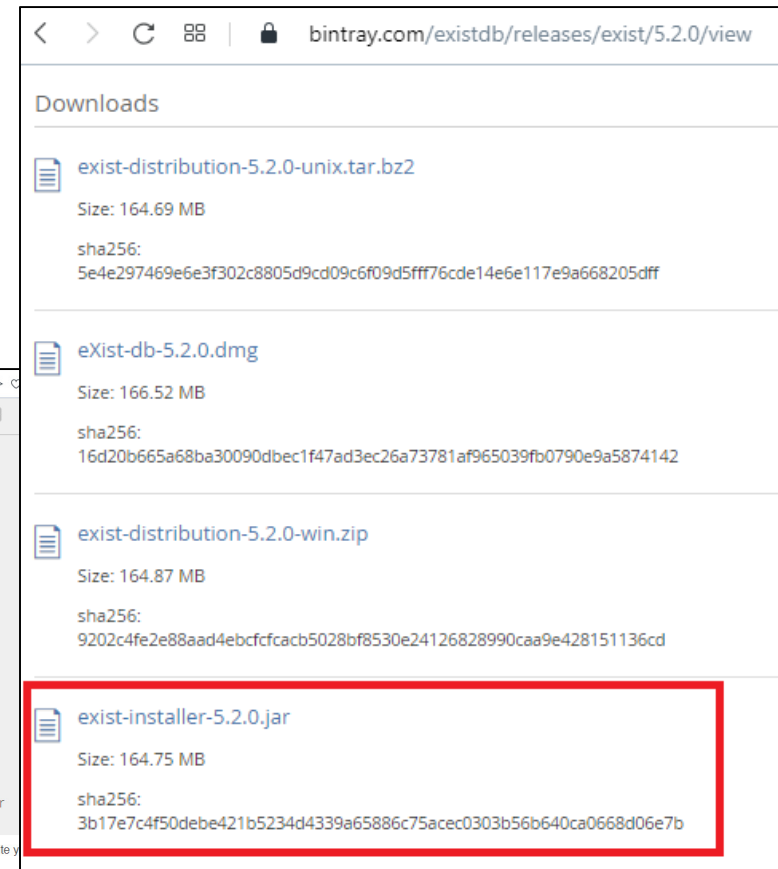 bintray.com/existdb/releases/exist/5.2.0/view
Downloads
exist-distribution-5.2.0-unix.tar.bz2
Size: 164.69 MB
sha256:
5e4e297469e6e3f302c8805d9cd09c6f09d5fff76cde14e6e117e9a668205dff
eXist-db-5.2.0.dmg
Size: 166.52 MB
sha256:
16d20b665a68ba30090dbec1f47ad3ec26a73781af965039fb0790e9a5874142
exist-distribution-5.2.0-win.zip
Size: 164.87 MB
sha256:
9202c4fe2e88aad4ebcfcfcacb5028bf8530e24126828990caa9e428151136cd
exist-installer-5.2.0.jar
Size: 164.75 MB
sha256:
3b17e7c4f50debe421b5234d4339a65886c75acec0303b56b640ca0668d06e7b